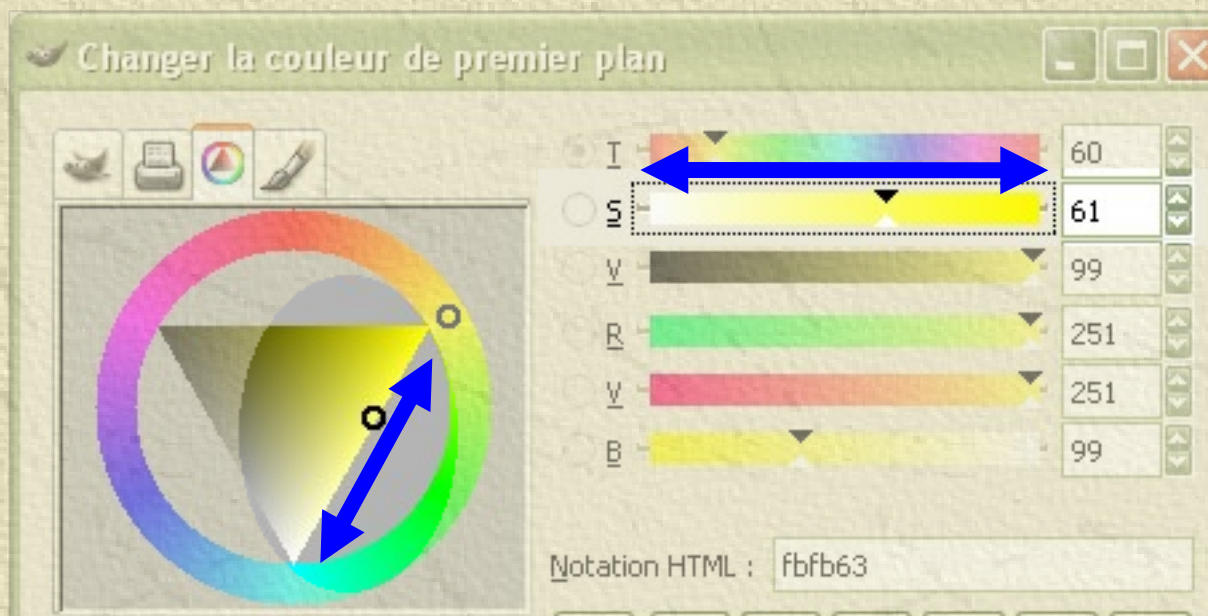 Changer la couleur de premier plan
T 60
S 61
V 99
R 251
V 251
B 99
Notation HTML : fbfb63